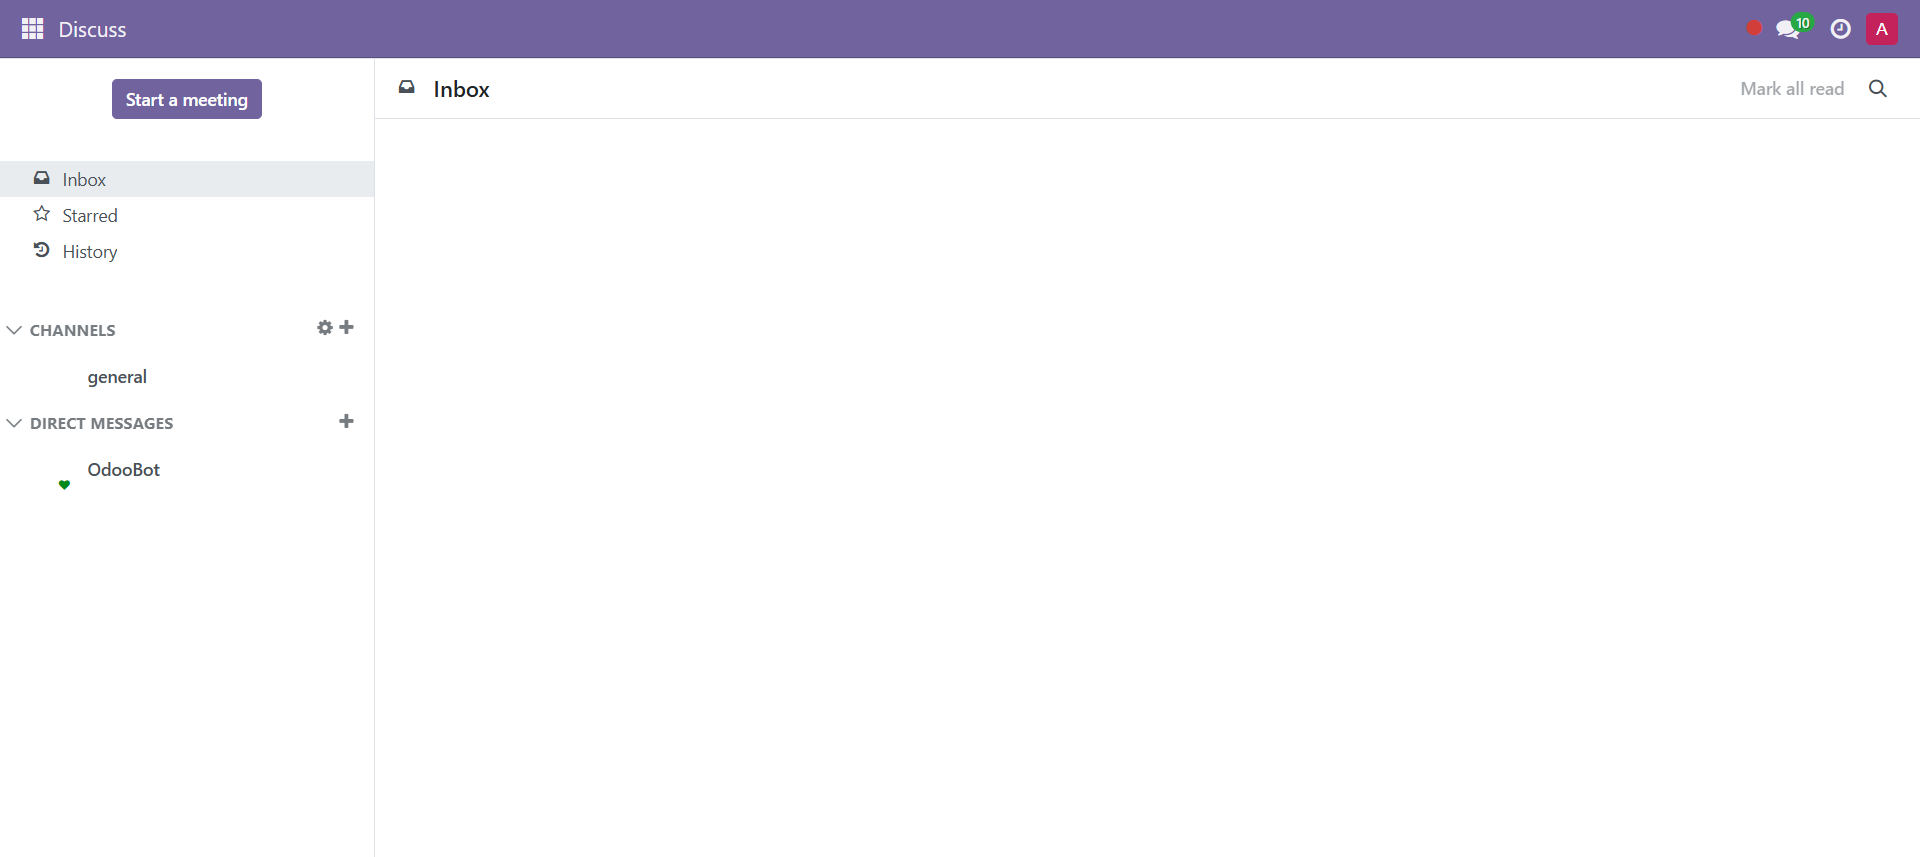 Discuss
10
A
Start a meeting
Inbox
Mark all read
Inbox
Starred
History
CHANNELS
general
DIRECT MESSAGES
OdooBot